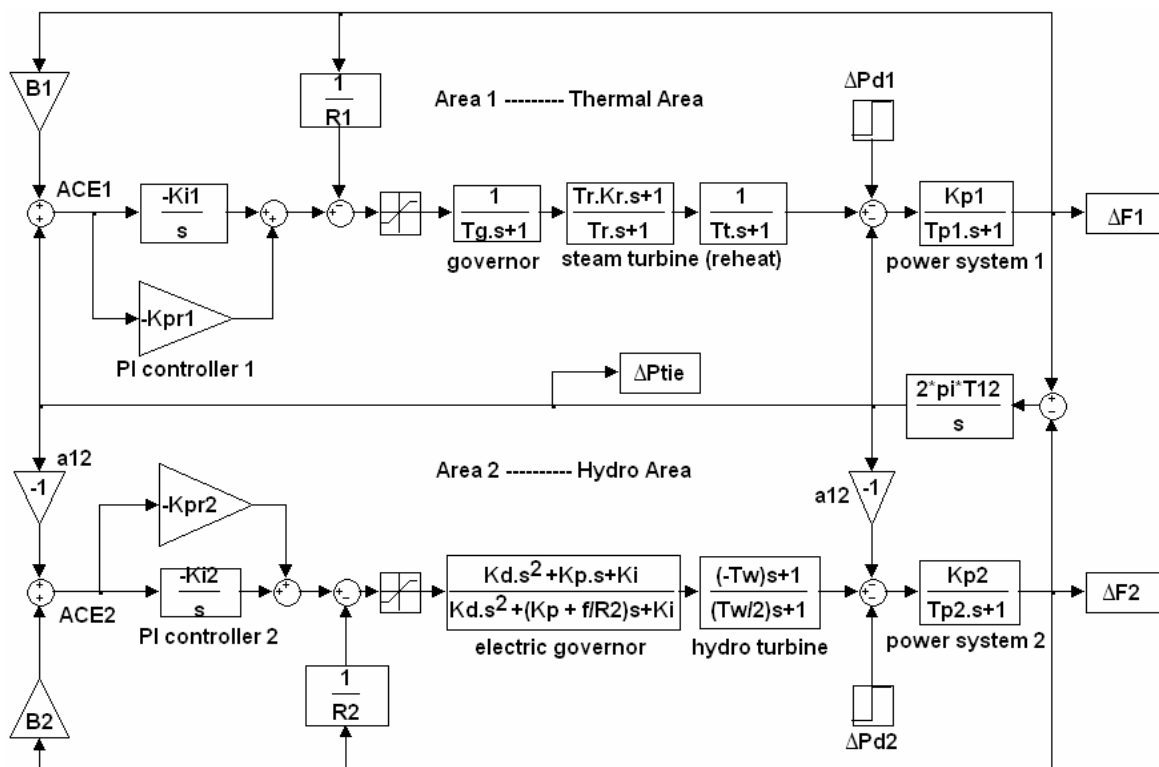 B1
1
R1
Area 1 --------- Thermal Area
ΔPd1
ACE1
+
+
-Ki1
s
+
+
+
-
1
Tg.s+1
governor
Tr.Kr.s+1
Tr.s+1
1
Tt.s+1
steam turbine (reheat)
+
-
-
Kp1
Tp1.s+1
power system 1
ΔF1
-Kpr1
PI controller 1
ΔPtie
2*pi*T12
s
+
-
a12
-1
Area 2 --------- Hydro Area
a12
-1
-Kpr2
+
+
ACE2
-Ki2
s
PI controller 2
+
+
+
-
Kd.s² +Kp.s+Ki
Kd.s²+(Kp + f/R2)s+Ki
electric governor
(-Tw)s+1
(Tw/2)s+1
hydro turbine
+
-
-
Kp2
Tp2.s+1
power system 2
ΔF2
B2
1
R2
ΔPd2